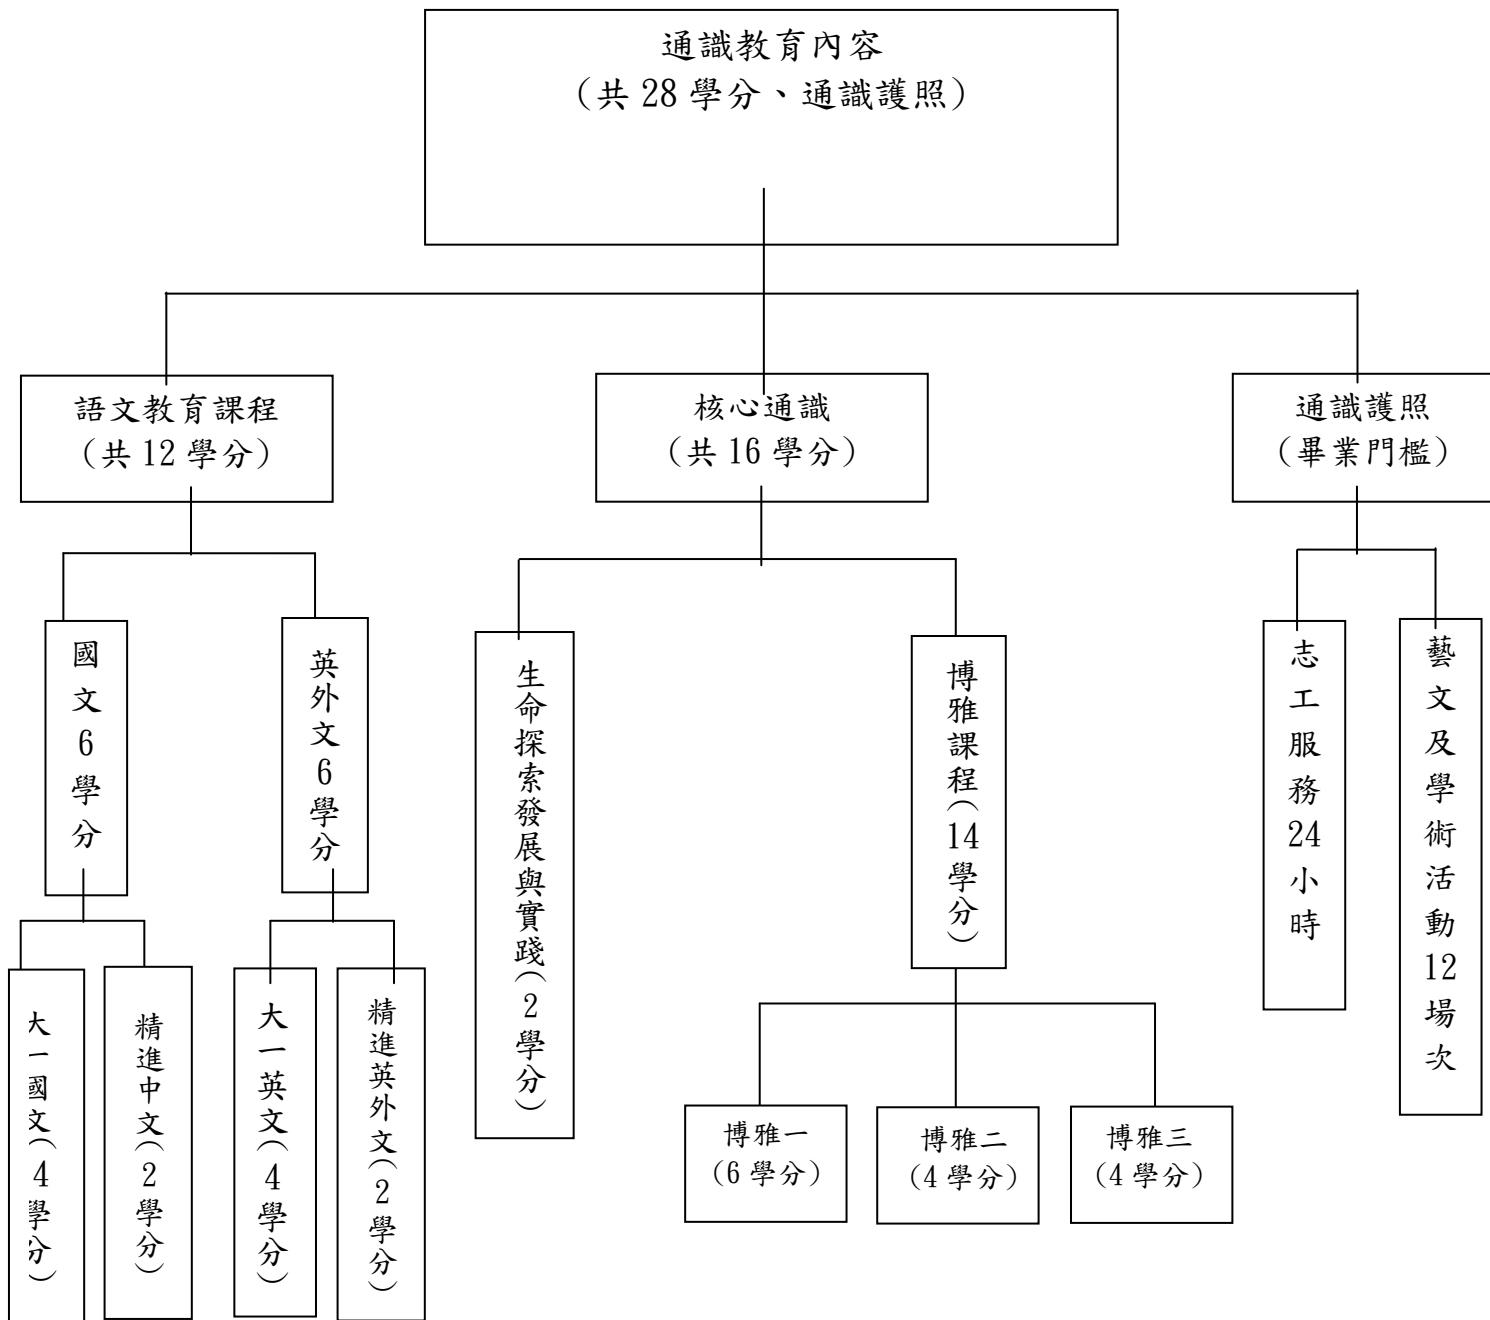 通識教育內容
（共 28 學分、通識護照）
語文教育課程
（共 12 學分）
核心通識
（共 16 學分）
通識護照
（畢業門檻）
國文6學分
英外文6學分
生命探索發展與實踐（2學分）
博雅課程（14學分）
志工服務24小時
藝文及學術活動12場次
大一國文（4學分）
精進中文（2學分）
大一英文（4學分）
精進英外文（2學分）
博雅一
（6 學分）
博雅二
（4 學分）
博雅三
（4 學分）